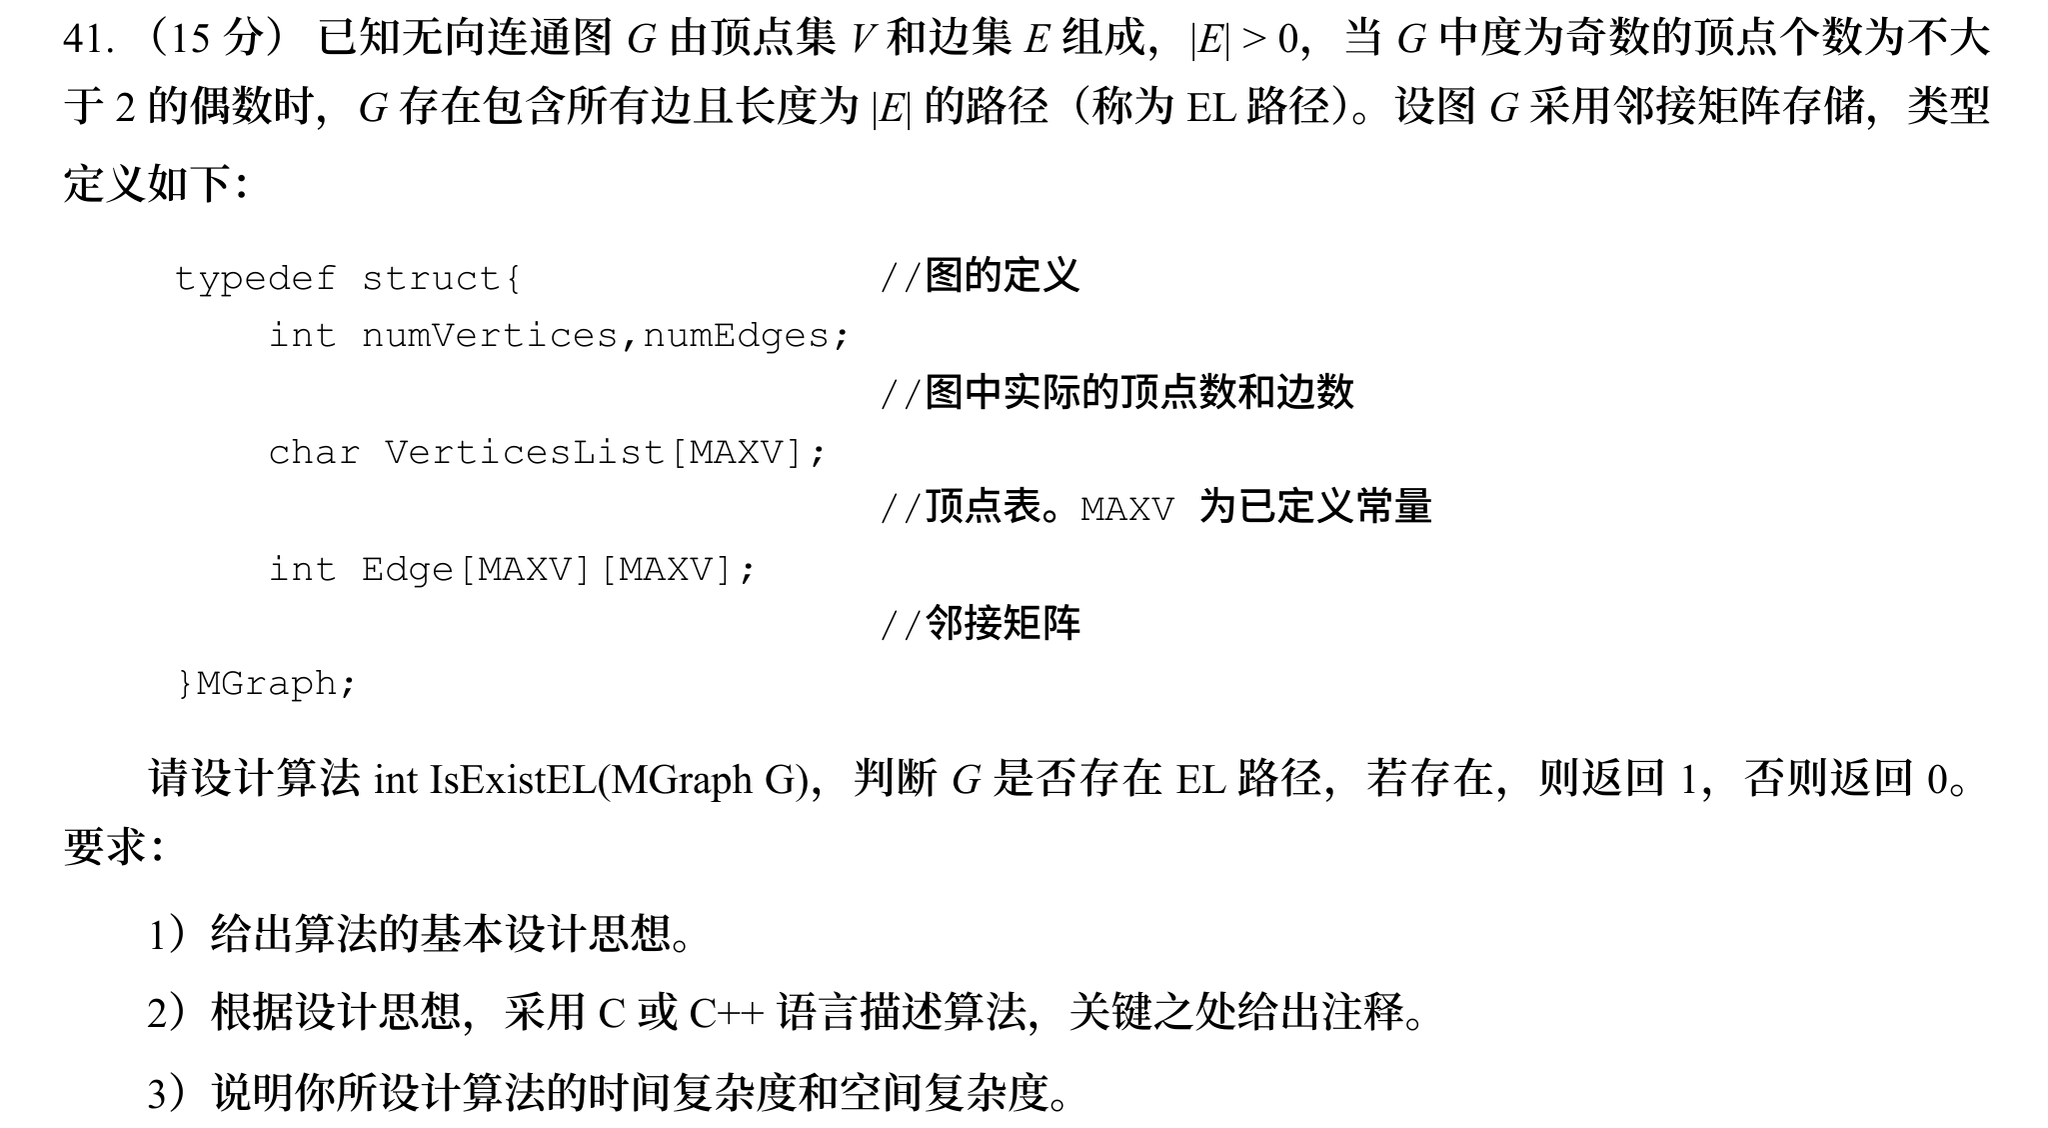 41. （15 分） 已知无向连通图 G 由顶点集 V 和边集 E 组成，|E| > 0，当 G 中度为奇数的顶点个数为不大
于 2 的偶数时，G 存在包含所有边且长度为 |E| 的路径（称为 EL 路径）。设图 G 采用邻接矩阵存储，类型
定义如下：
typedef struct{ //图的定义
int numVertices,numEdges;
//图中实际的顶点数和边数
char VerticesList[MAXV];
//顶点表。MAXV 为已定义常量
int Edge[MAXV][MAXV];
//邻接矩阵
}MGraph;
请设计算法 int IsExistEL(MGraph G)，判断 G 是否存在 EL 路径，若存在，则返回 1，否则返回 0。
要求：
1）给出算法的基本设计思想。
2）根据设计思想，采用 C 或 C++ 语言描述算法，关键之处给出注释。
3）说明你所设计算法的时间复杂度和空间复杂度。